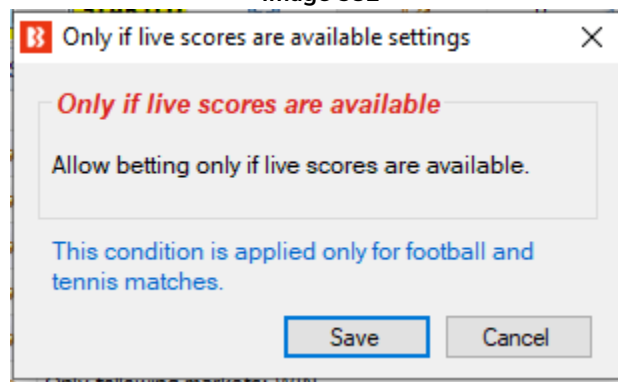 Only if live scores are available settings
Only if live scores are available
Allow betting only if live scores are available.
This condition is applied only for football and
tennis matches.
Save
Cancel